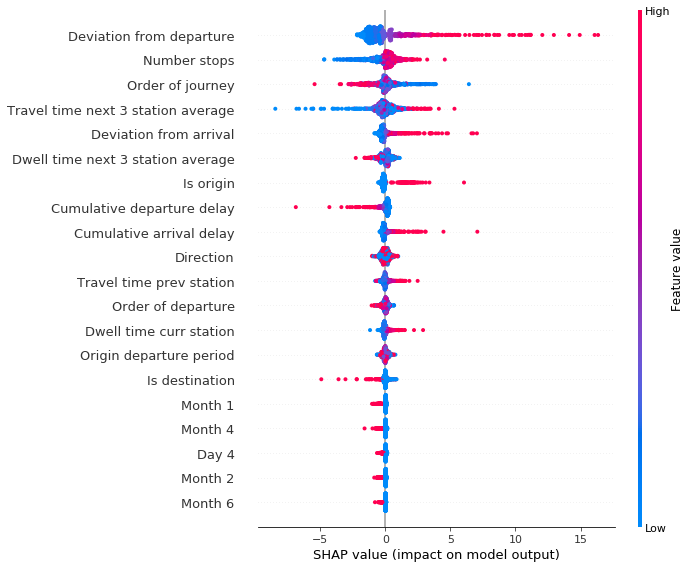 High
Deviation from departure
Number stops
Order of journey
Travel time next 3 station average
Deviation from arrival
Dwell time next 3 station average
Is origin
Cumulative departure delay
Cumulative arrival delay
Direction
Travel time prev station
Order of departure
Dwell time curr station
Origin departure period
Is destination
Month 1
Month 4
Day 4
Month 2
Month 6
Feature value
Low
−5 0 5 10 15
SHAP value (impact on model output)